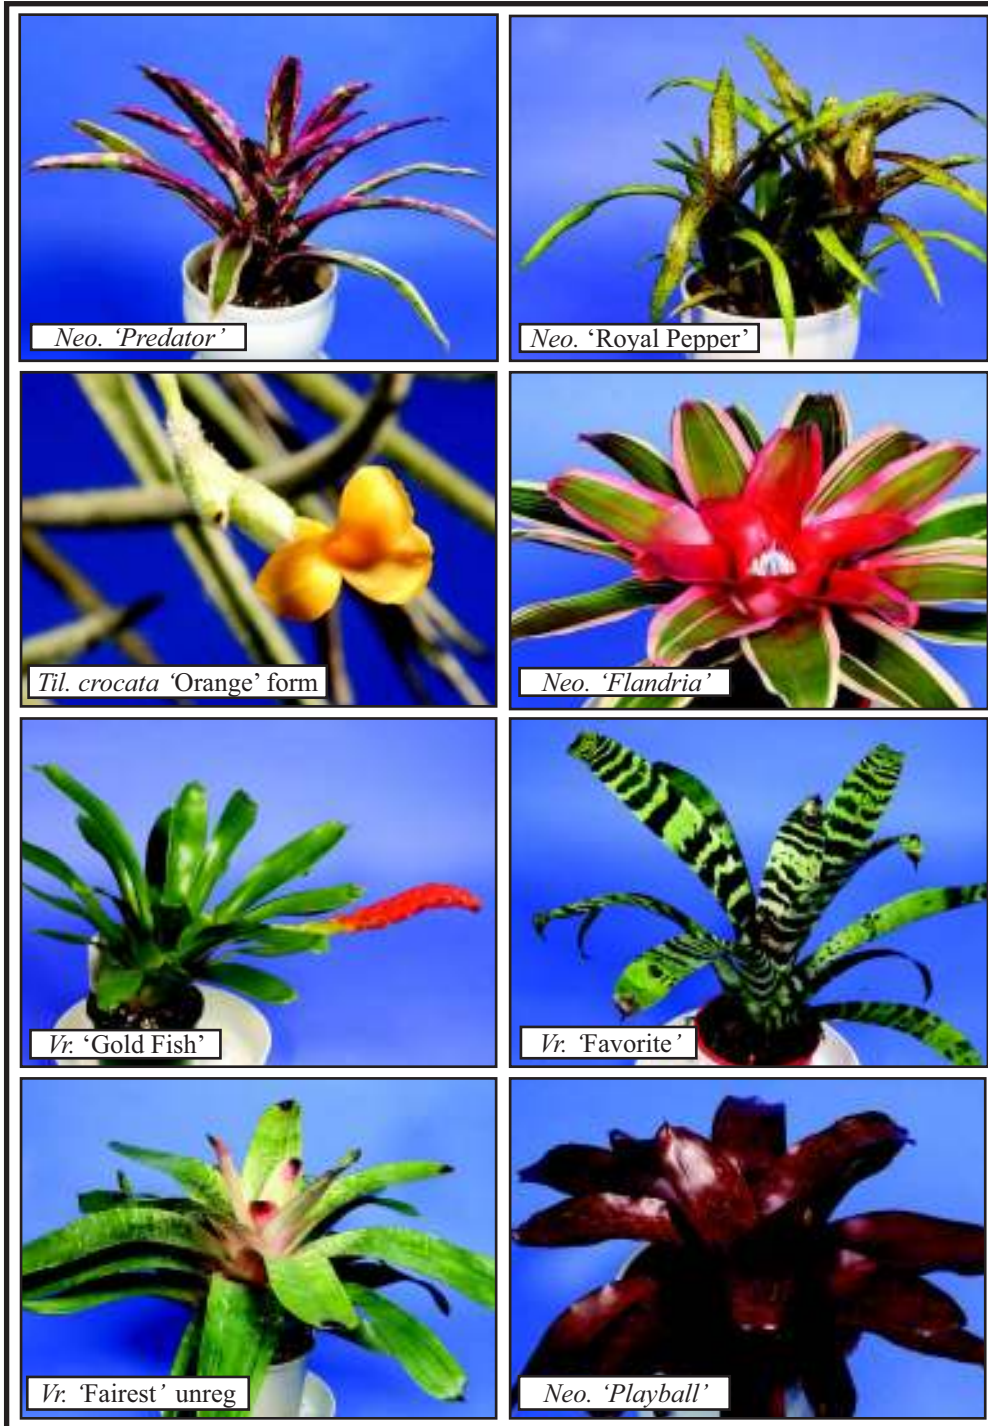 Neo. ‘Predator’
Neo. ‘Royal Pepper’
Til. crocata ‘Orange’ form
Neo. ‘Flandria’
Vr. ‘Gold Fish’
Vr. ‘Favorite’
Vr. ‘Fairest’ unreg
Neo. ‘Playball’